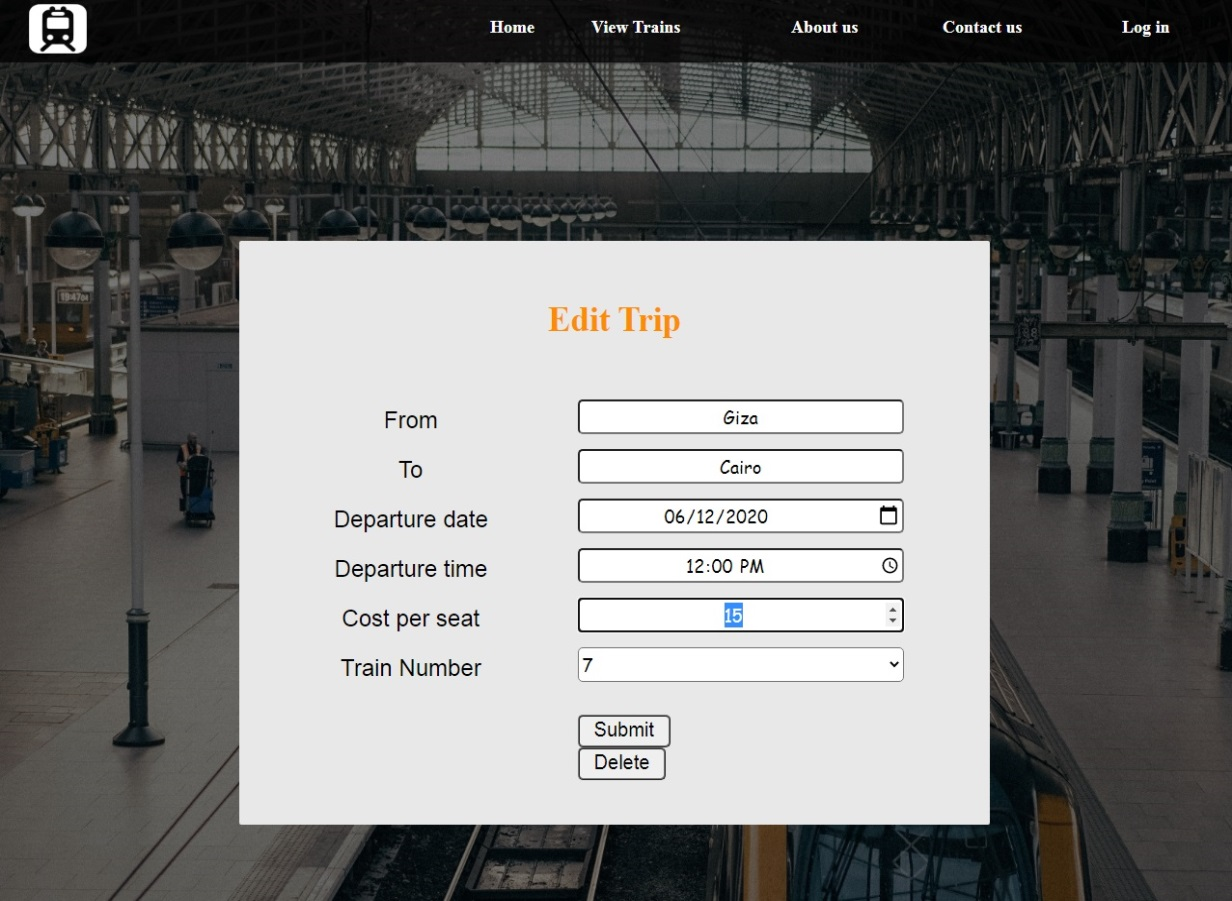 Home View Trains About us Contact us Log in
Edit Trip
From Giza
To Cairo
Departure date 06/12/2020
Departure time 12:00 PM
Cost per seat 15
Train Number 7
Submit
Delete